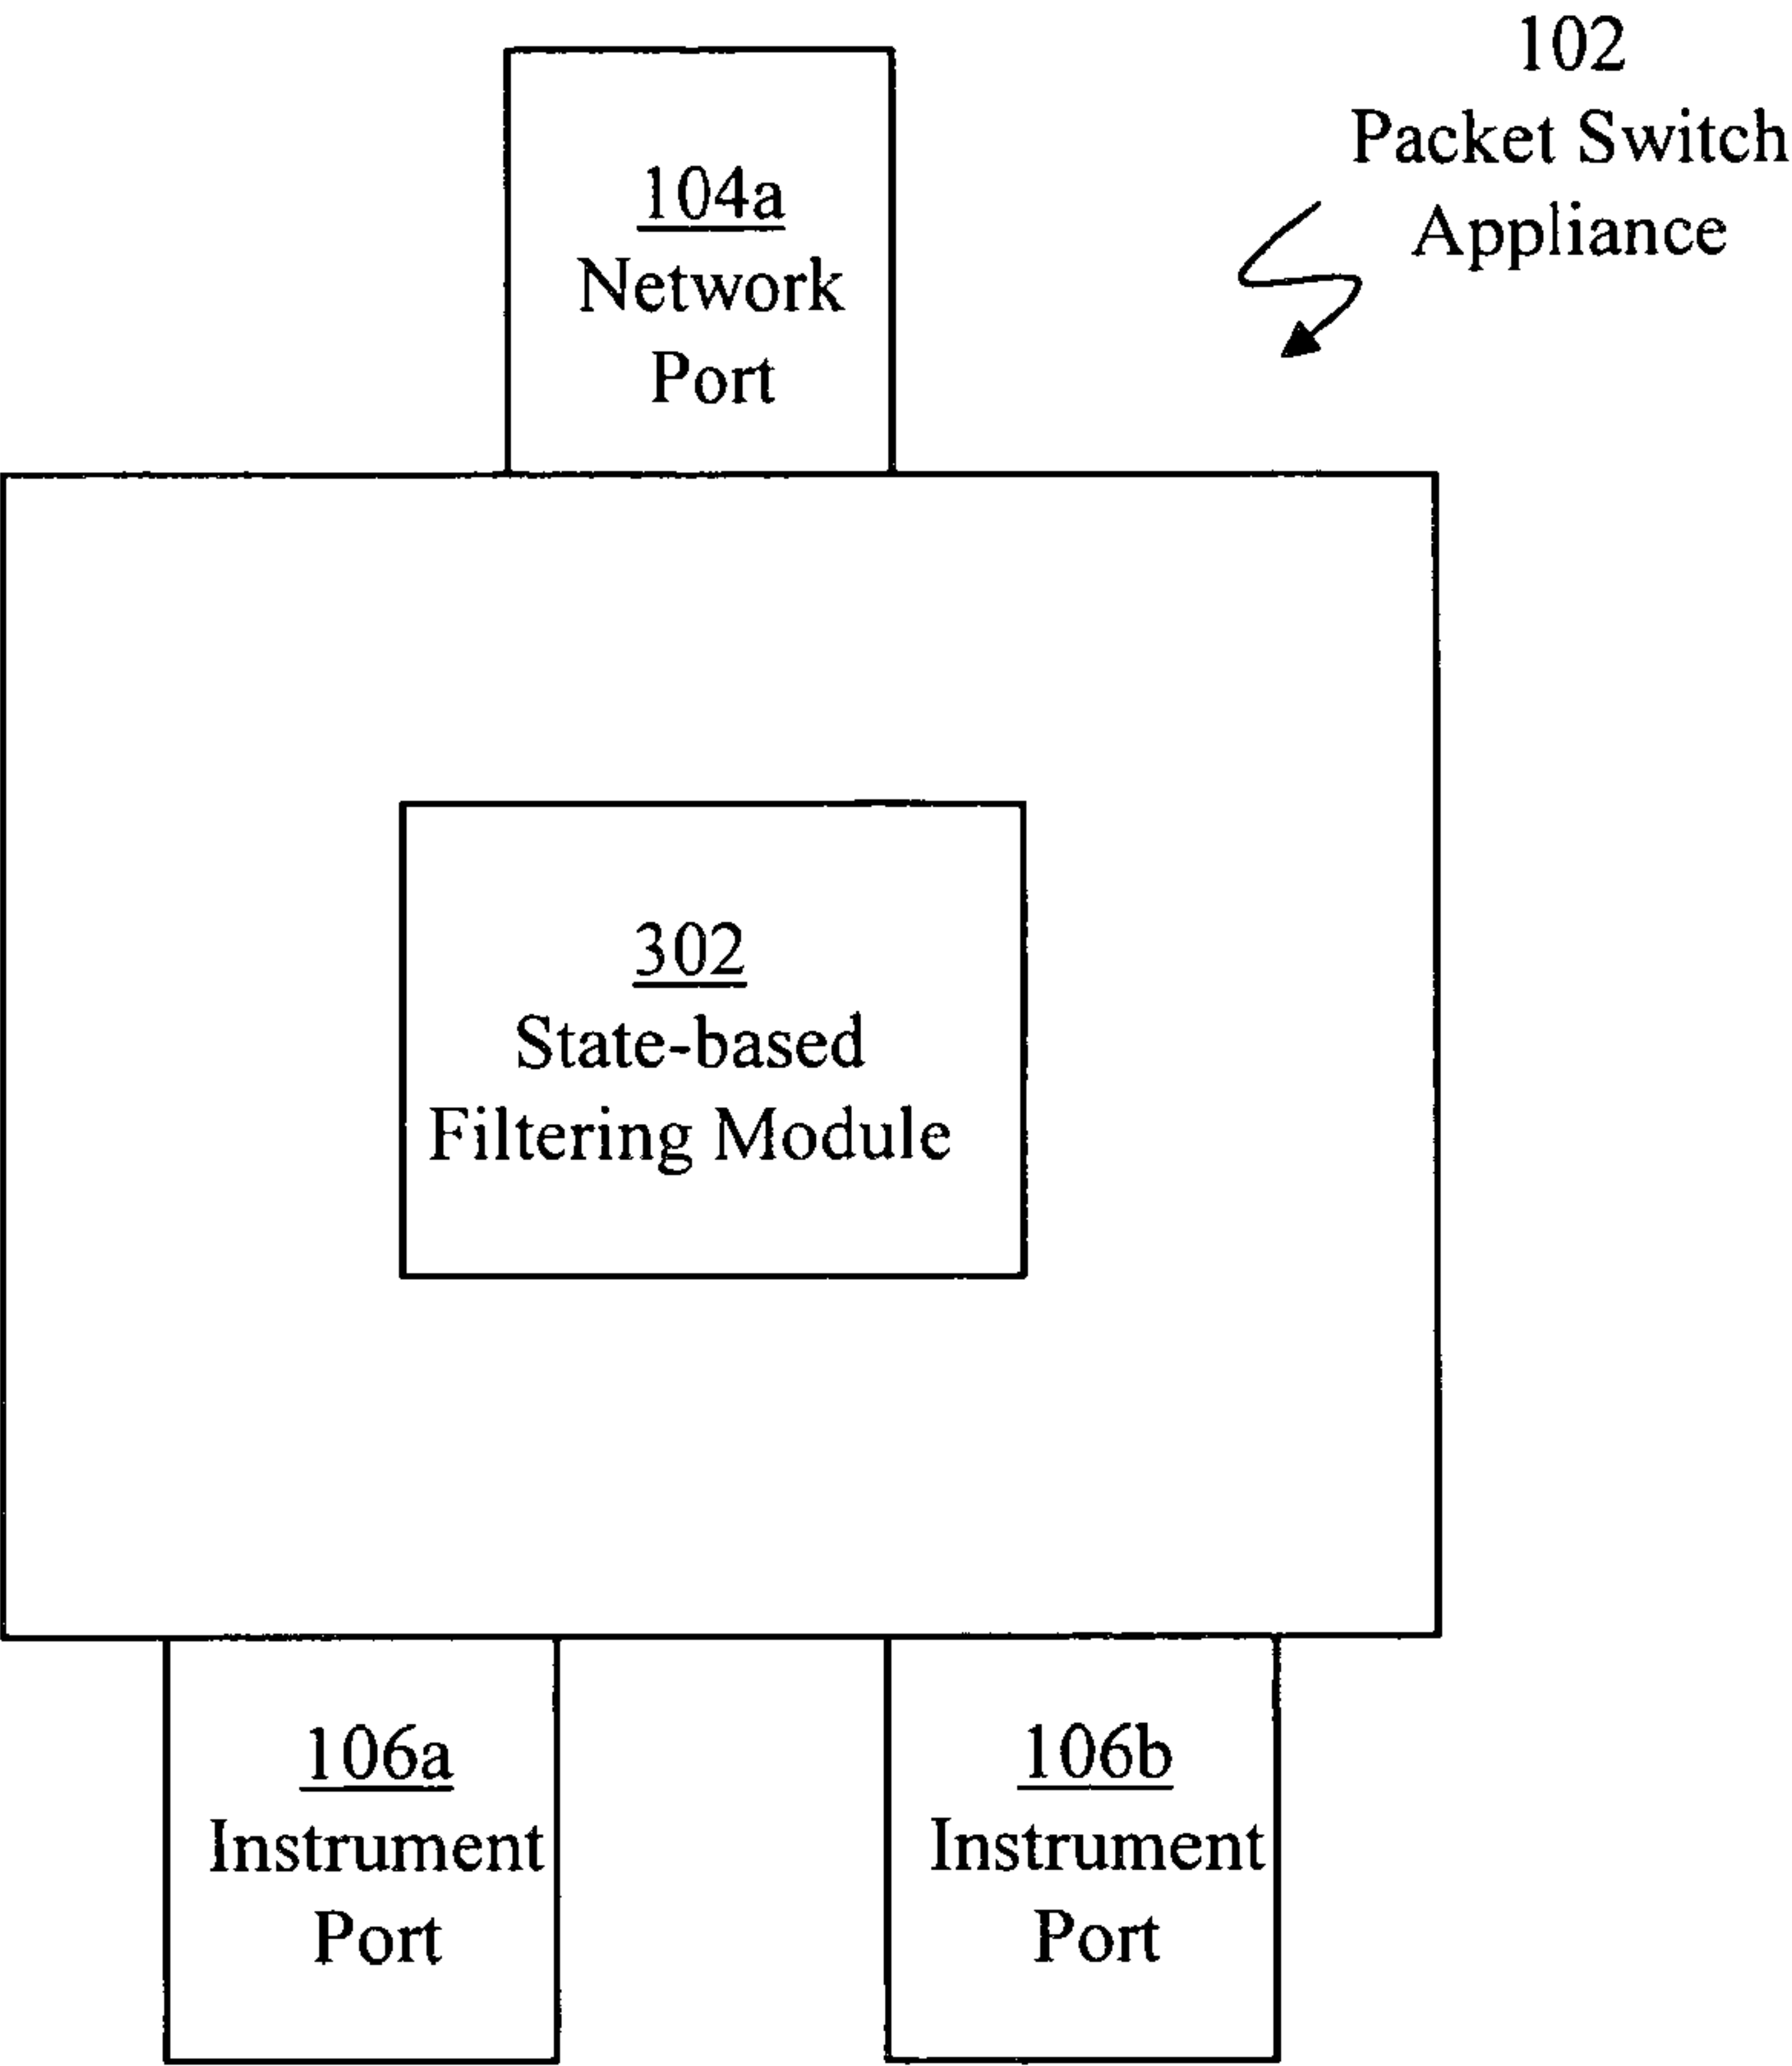 102
Packet Switch
Appliance
104a
Network
Port
302
State-based
Filtering Module
106a
Instrument
Port
106b
Instrument
Port